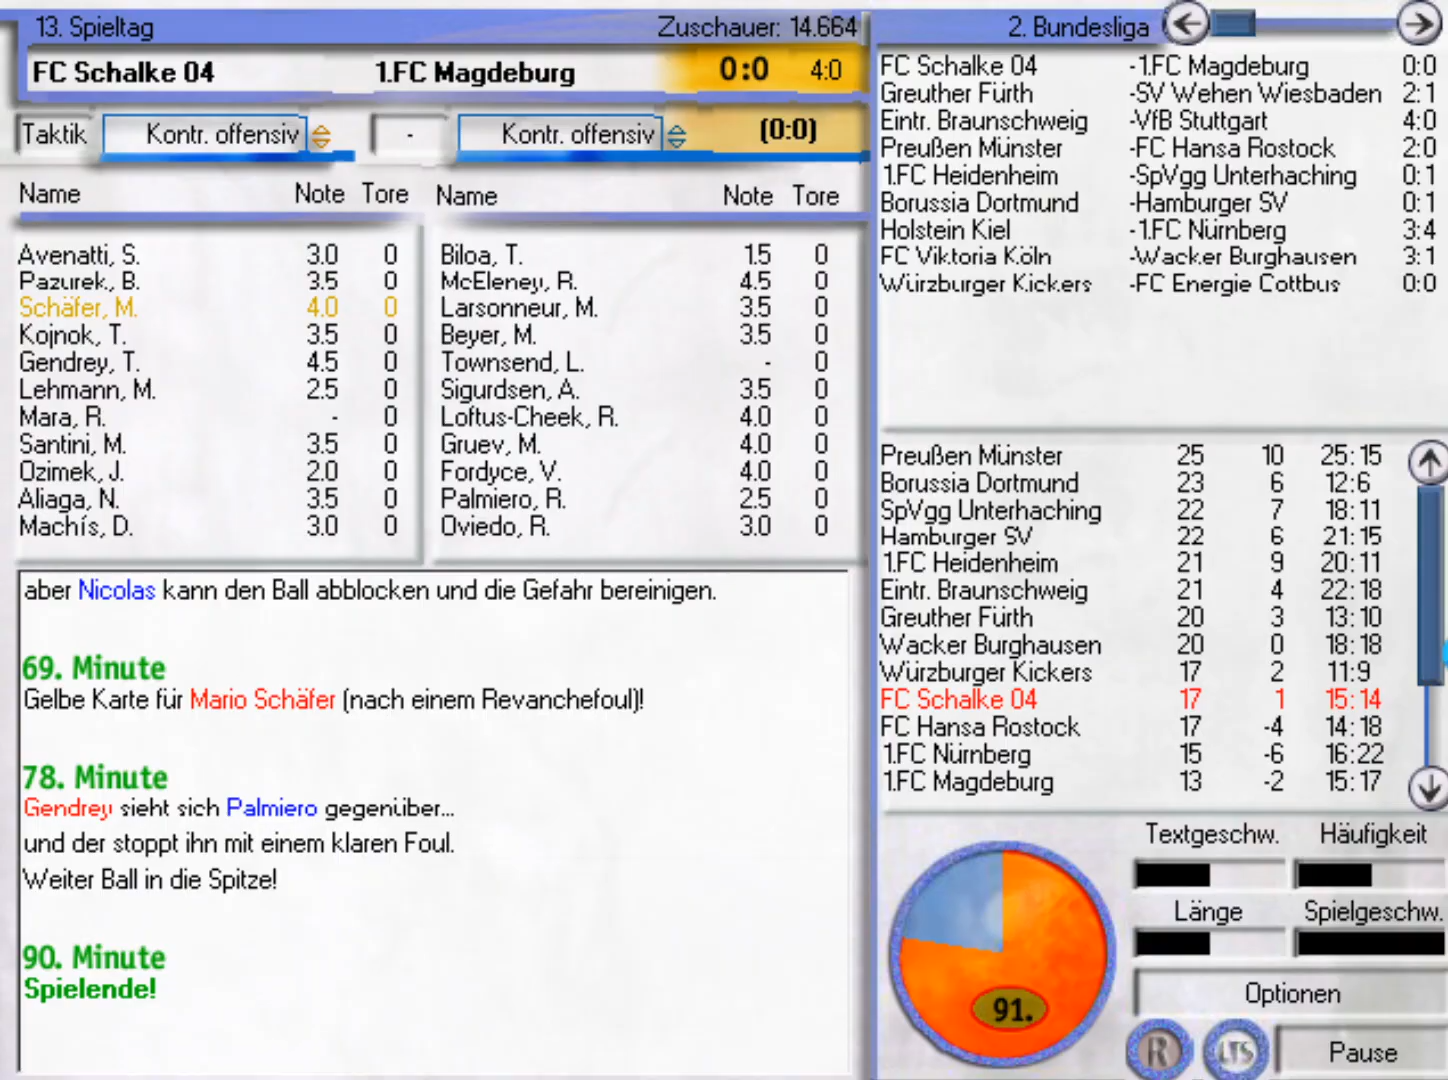 13. Spieltag Zuschauer: 14.664
FC Schalke 04 1.FC Magdeburg 0:0 4:0
Taktik Kontr. offensiv - Kontr. offensiv (0:0)
Name Note Tore Name Note Tore
Avenatti, S. 3.0 0 Biloa, T. 1.5 0
Pazurek, B. 3.5 0 McEleney, R. 4.5 0
Schäfer, M. 4.0 0 Larsonneur, M. 3.5 0
Kojnok, T. 3.5 0 Beyer, M. 3.5 0
Gendrey, T. 4.5 0 Townsend, L. - 0
Lehmann, M. 2.5 0 Sigurdsen, A. 3.5 0
Mara, R. - 0 Loftus-Cheek, R. 4.0 0
Santini, M. 3.5 0 Gruev, M. 4.0 0
Ozimek, J. 2.0 0 Fordyce, V. 4.0 0
Aliaga, N. 3.5 0 Palmiero, R. 2.5 0
Machís, D. 3.0 0 Oviedo, R. 3.0 0
aber Nicolas kann den Ball abblocken und die Gefahr bereinigen.
69. Minute
Gelbe Karte für Mario Schäfer (nach einem Revanchefoul)!
78. Minute
Gendrey sieht sich Palmiero gegenüber...
und der stoppt ihn mit einem klaren Foul.
Weiter Ball in die Spitze!
90. Minute
Spielende!
2. Bundesliga
FC Schalke 04 -1.FC Magdeburg 0:0
Greuther Fürth -SV Wehen Wiesbaden 2:1
Eintr. Braunschweig -VfB Stuttgart 4:0
Preußen Münster -FC Hansa Rostock 2:0
1.FC Heidenheim -SpVgg Unterhaching 0:1
Borussia Dortmund -Hamburger SV 0:1
Holstein Kiel -1.FC Nürnberg 3:4
FC Viktoria Köln -Wacker Burghausen 3:1
Würzburger Kickers -FC Energie Cottbus 0:0
Preußen Münster 25 10 25:15
Borussia Dortmund 23 6 12:6
SpVgg Unterhaching 22 7 18:11
Hamburger SV 22 6 21:15
1.FC Heidenheim 21 9 20:11
Eintr. Braunschweig 21 4 22:18
Greuther Fürth 20 3 13:10
Wacker Burghausen 20 0 18:18
Würzburger Kickers 17 2 11:9
FC Schalke 04 17 1 15:14
FC Hansa Rostock 17 -4 14:18
1.FC Nürnberg 15 -6 16:22
1.FC Magdeburg 13 -2 15:17
Textgeschw. Häufigkeit
Länge Spielgeschw.
91.
Optionen
R LTS Pause